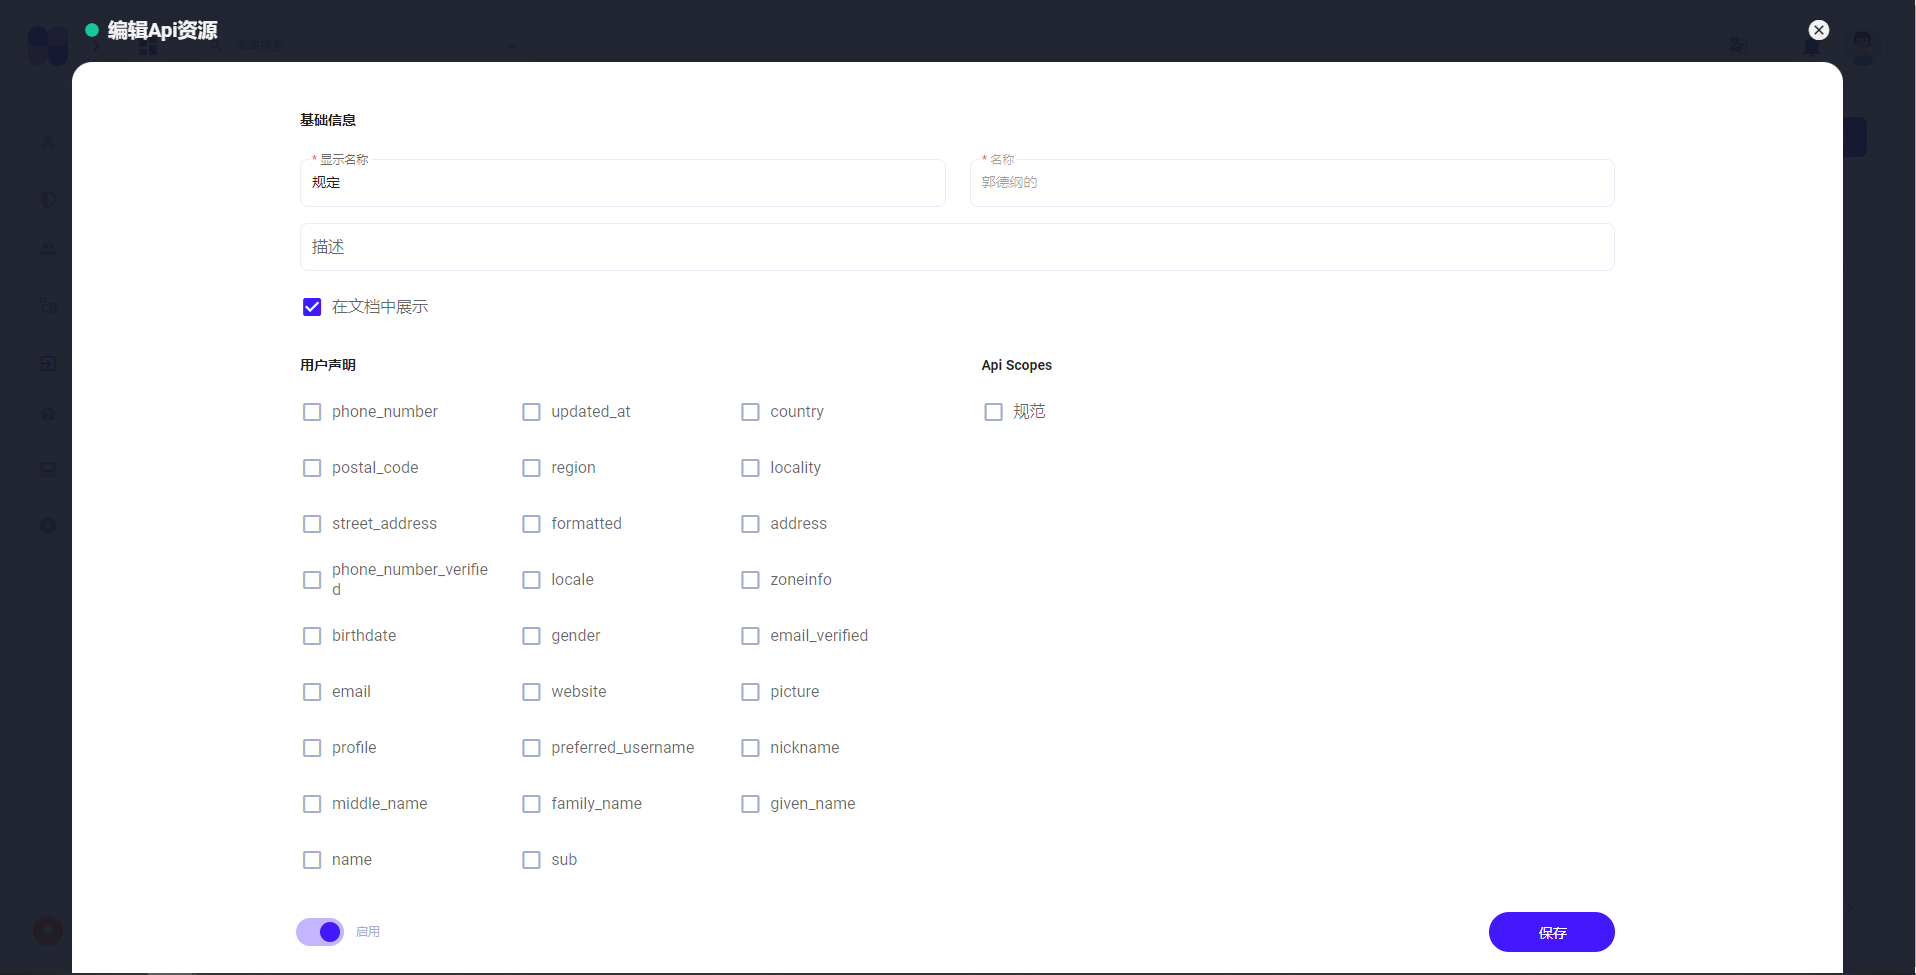 编辑Api资源
基础信息
* 显示名称
规定
* 名称
郭德纲的
描述
在文档中展示
用户声明
Api Scopes
phone_number
updated_at
country
规范
postal_code
region
locality
street_address
formatted
address
phone_number_verifie
d
locale
zoneinfo
birthdate
gender
email_verified
email
website
picture
profile
preferred_username
nickname
middle_name
family_name
given_name
name
sub
启用
保存